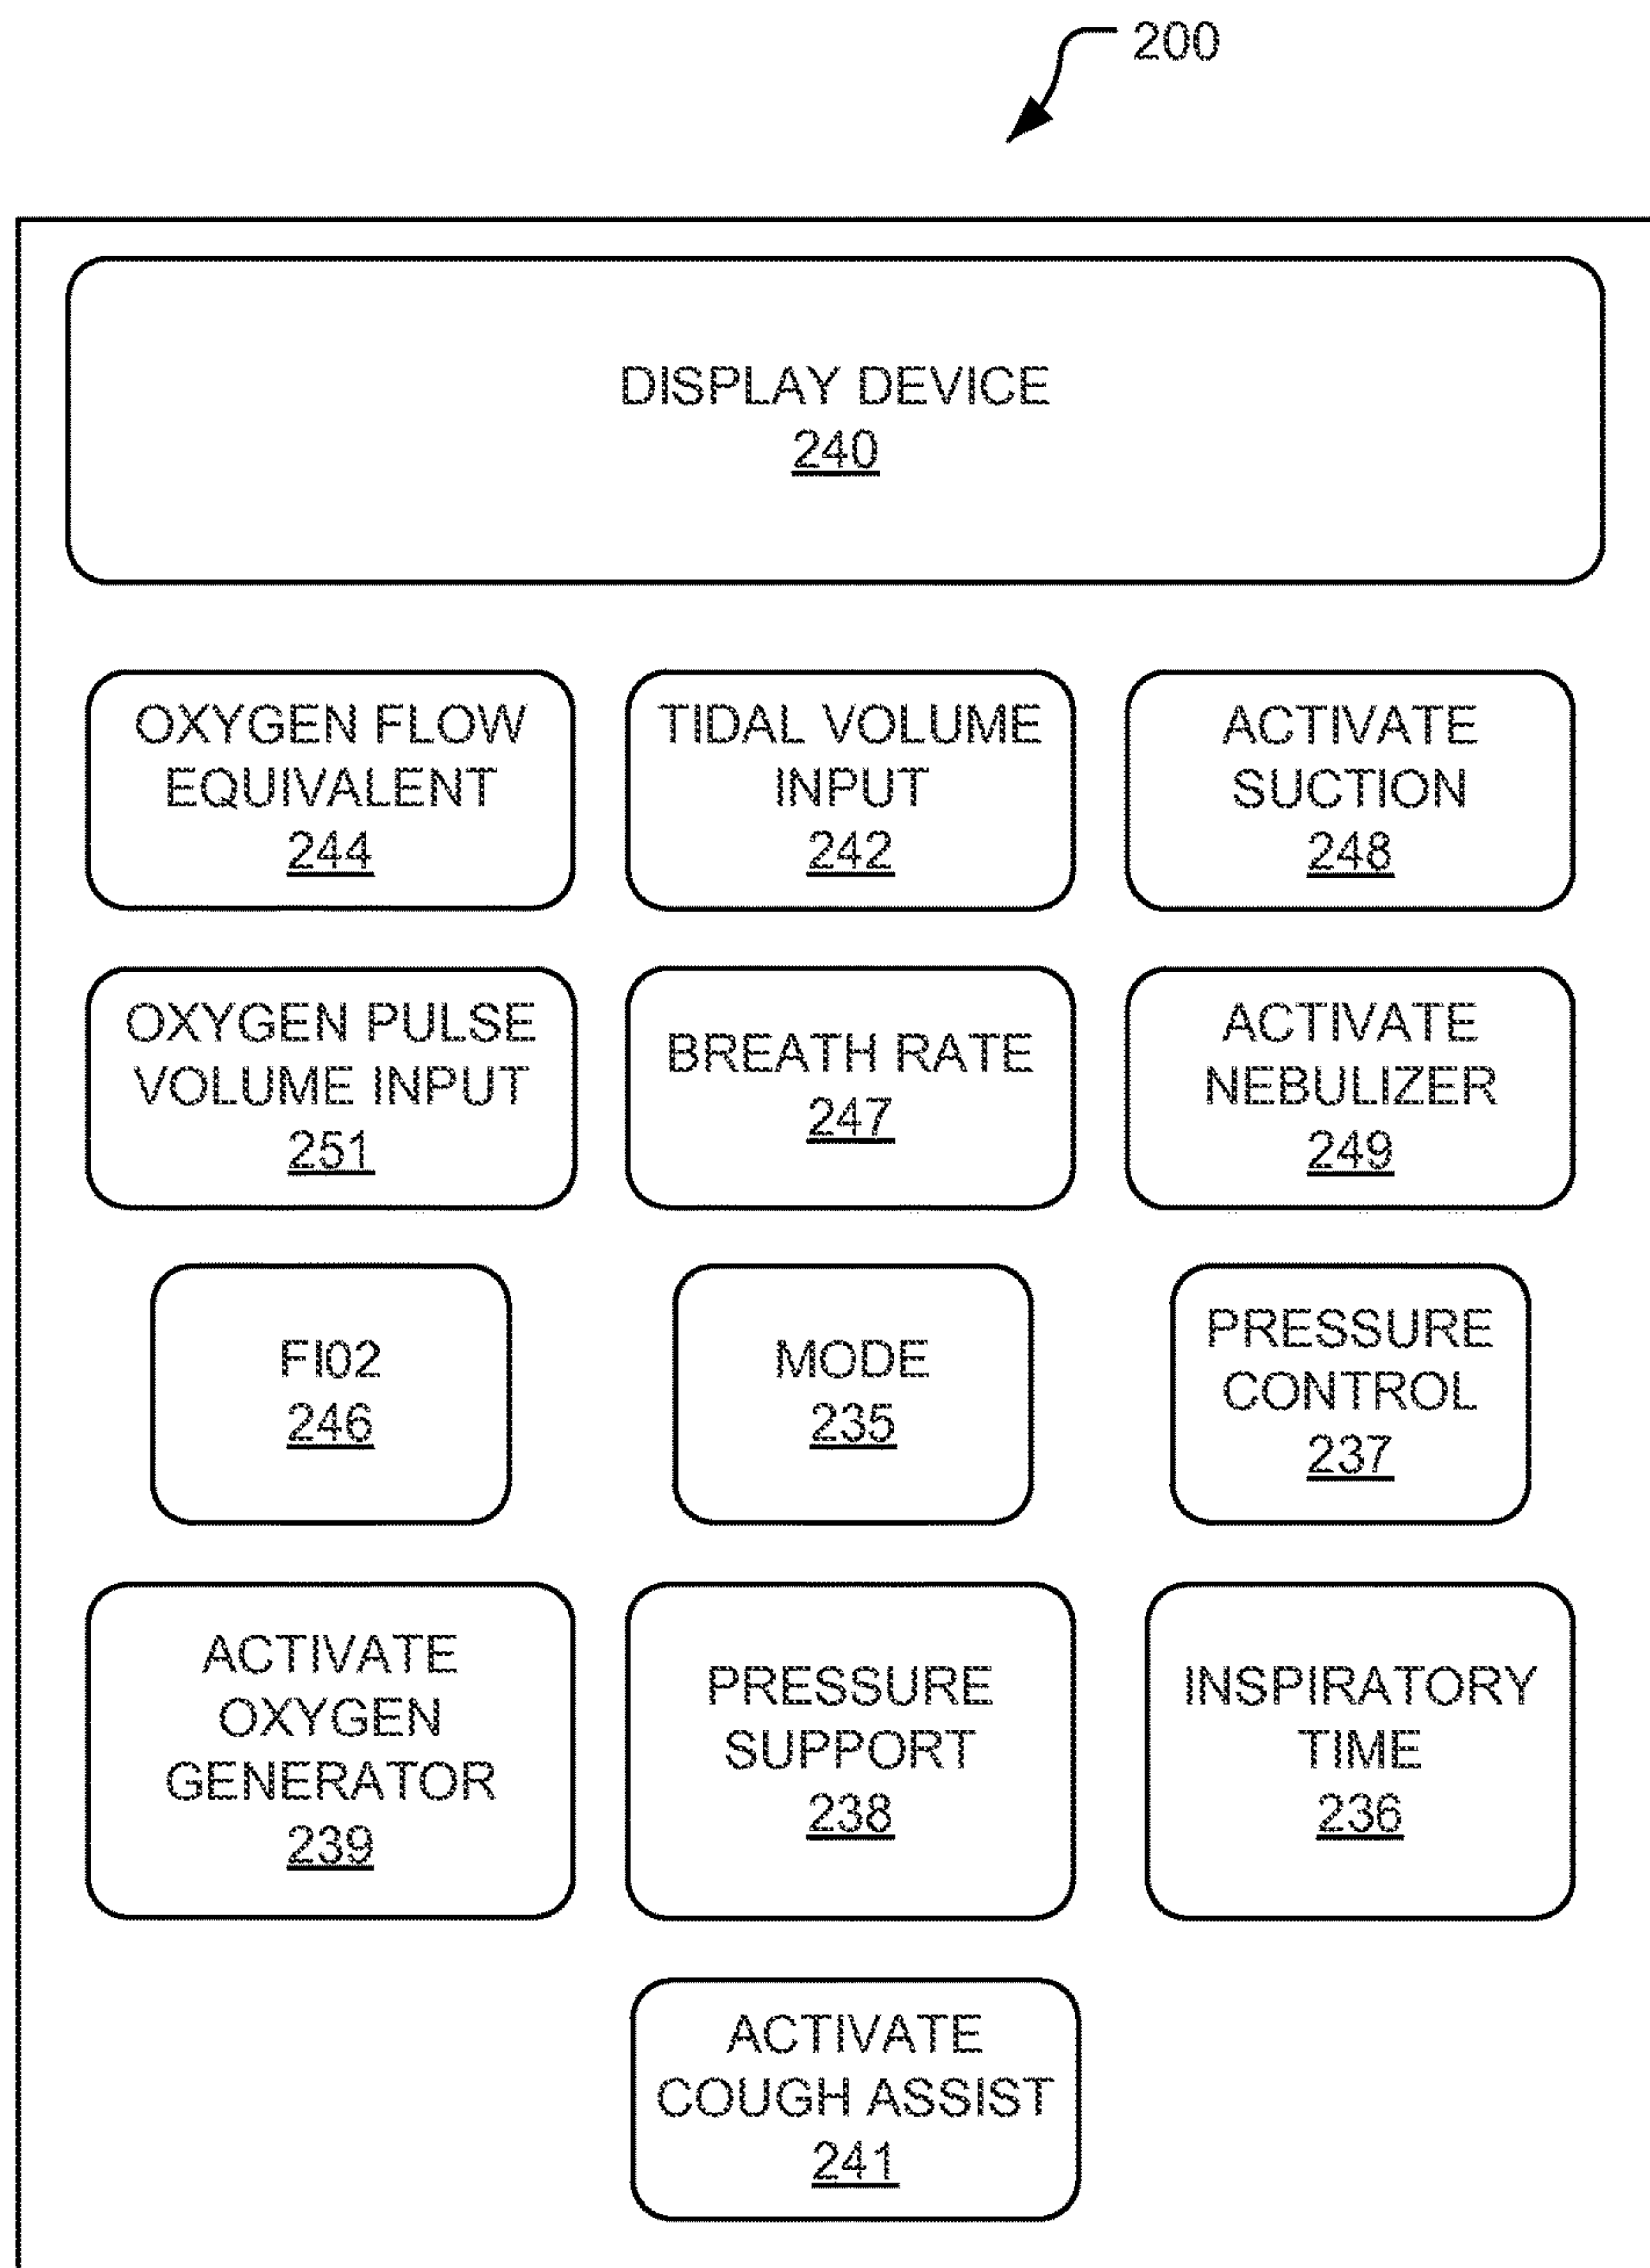 200
DISPLAY DEVICE
240
OXYGEN FLOW
EQUIVALENT
244
TIDAL VOLUME
INPUT
242
ACTIVATE
SUCTION
248
OXYGEN PULSE
VOLUME INPUT
251
BREATH RATE
247
ACTIVATE
NEBULIZER
249
FI02
246
MODE
235
PRESSURE
CONTROL
237
ACTIVATE
OXYGEN
GENERATOR
239
PRESSURE
SUPPORT
238
INSPIRATORY
TIME
236
ACTIVATE
COUGH ASSIST
241